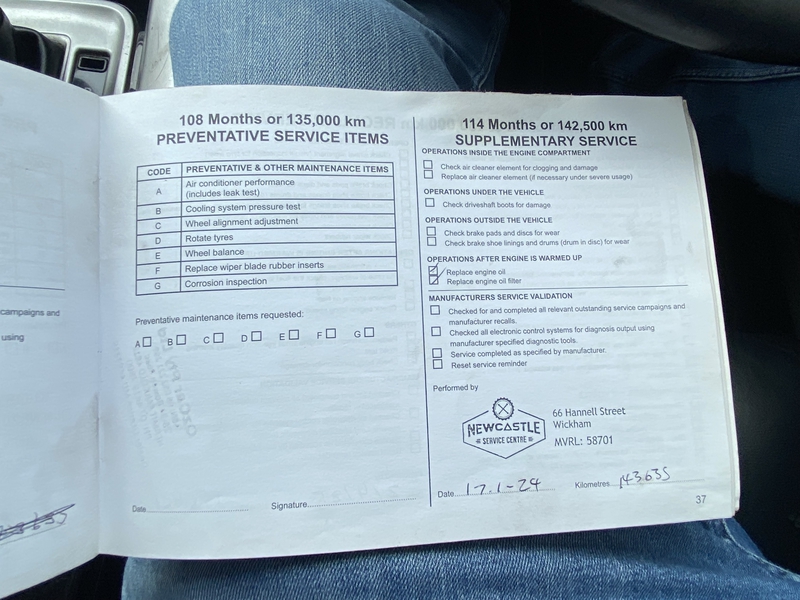 campaigns and
using
108 Months or 135,000 km
PREVENTATIVE SERVICE ITEMS
CODE PREVENTATIVE & OTHER MAINTENANCE ITEMS
A Air conditioner performance
(includes leak test)
B Cooling system pressure test
C Wheel alignment adjustment
D Rotate tyres
E Wheel balance
F Replace wiper blade rubber inserts
G Corrosion inspection
Preventative maintenance items requested:
A B C D E F G
Date Signature
114 Months or 142,500 km
SUPPLEMENTARY SERVICE
OPERATIONS INSIDE THE ENGINE COMPARTMENT
Check air cleaner element for clogging and damage
Replace air cleaner element (if necessary under severe usage)
OPERATIONS UNDER THE VEHICLE
Check driveshaft boots for damage
OPERATIONS OUTSIDE THE VEHICLE
Check brake pads and discs for wear
Check brake shoe linings and drums (drum in disc) for wear
OPERATIONS AFTER ENGINE IS WARMED UP
Replace engine oil
Replace engine oil filter
MANUFACTURERS SERVICE VALIDATION
Checked for and completed all relevant outstanding service campaigns and
manufacturer recalls.
Checked all electronic control systems for diagnosis output using
manufacturer specified diagnostic tools.
Service completed as specified by manufacturer.
Reset service reminder
Performed by
NEWCASTLE
SERVICE CENTRE
66 Hannell Street
Wickham
MVRL: 58701
Date 17.1-24 Kilometres 143635
37